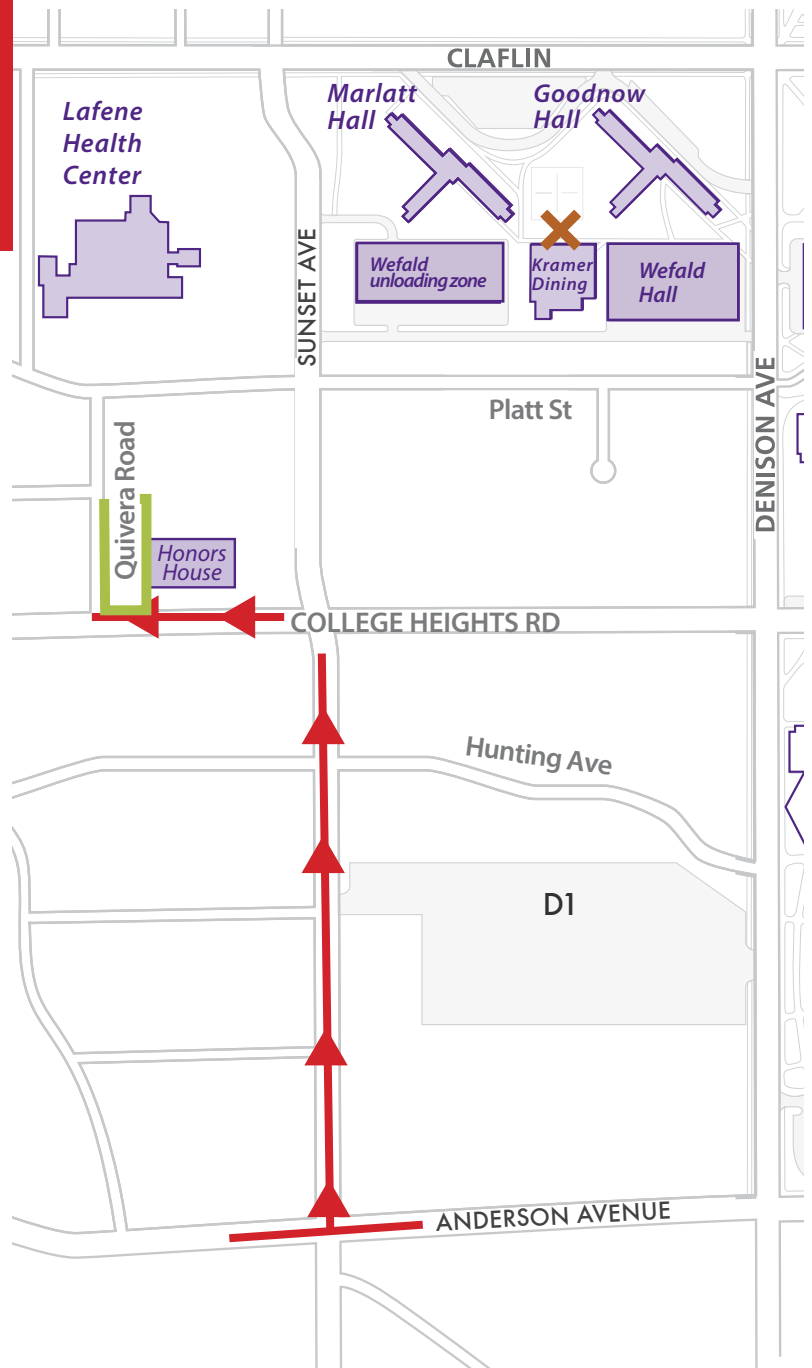 CLAFLIN
Lafene
Health
Center
Marlatt
Hall
Goodnow
Hall
SUNSET AVE
Wefald
unloading zone
Kramer
Dining
Wefald
Hall
DENISON AVE
Platt St
Quivera Road
Honors
House
COLLEGE HEIGHTS RD
Hunting Ave
D1
ANDERSON AVENUE